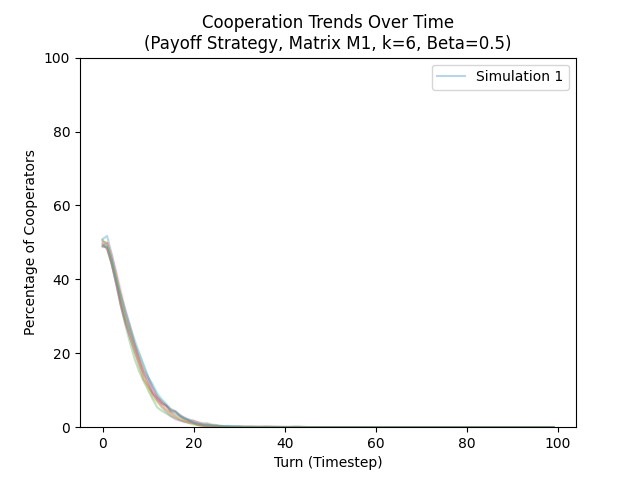 Cooperation Trends Over Time
(Payoff Strategy, Matrix M1, k=6, Beta=0.5)
Simulation 1
100
80
60
40
20
0
Percentage of Cooperators
0 20 40 60 80 100
Turn (Timestep)